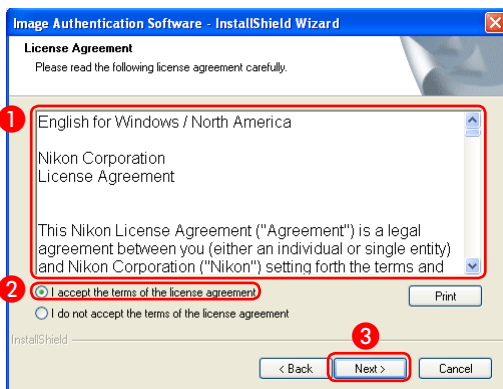 Image Authentication Software - InstallShield Wizard
License Agreement
Please read the following license agreement carefully.
1
English for Windows / North America
Nikon Corporation
License Agreement
This Nikon License Agreement ("Agreement") is a legal
agreement between you (either an individual or single entity)
and Nikon Corporation ("Nikon") setting forth the terms and
2
I accept the terms of the license agreement
Print
I do not accept the terms of the license agreement
InstallShield
3
< Back
Next >
Cancel